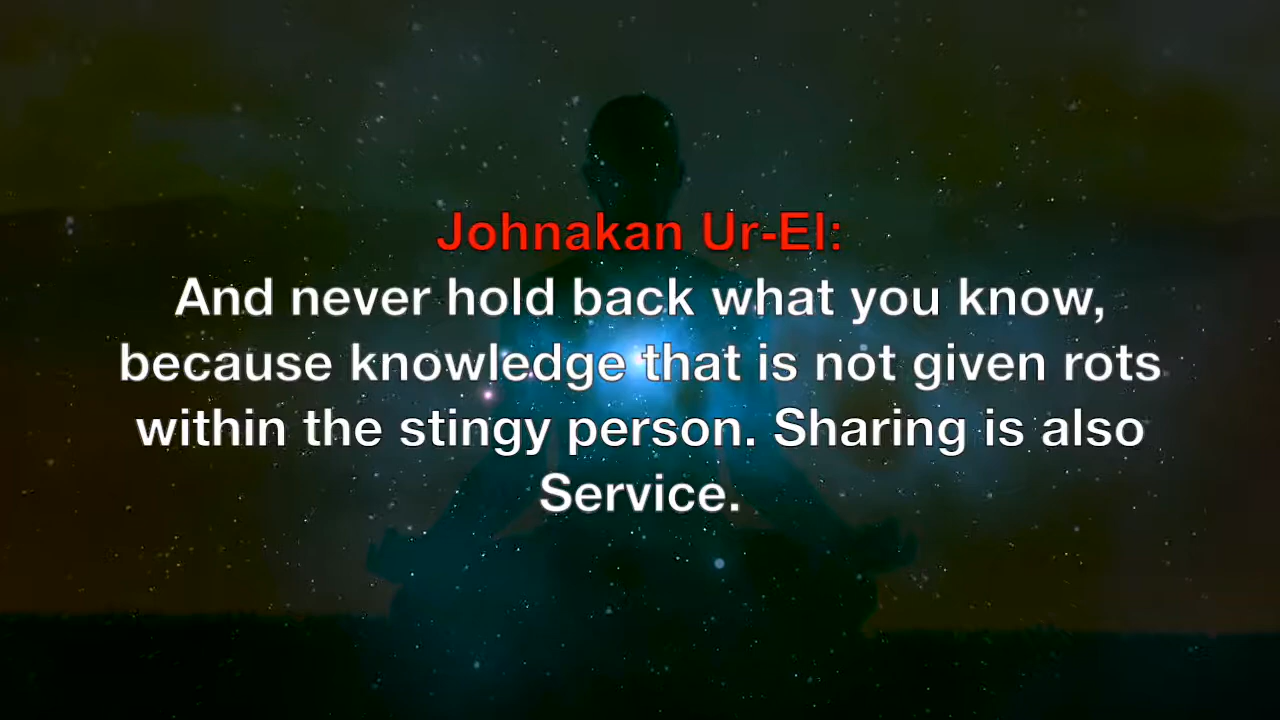 Johnakan Ur-El:
And never hold back what you know,
because knowledge that is not given rots
within the stingy person. Sharing is also
Service.